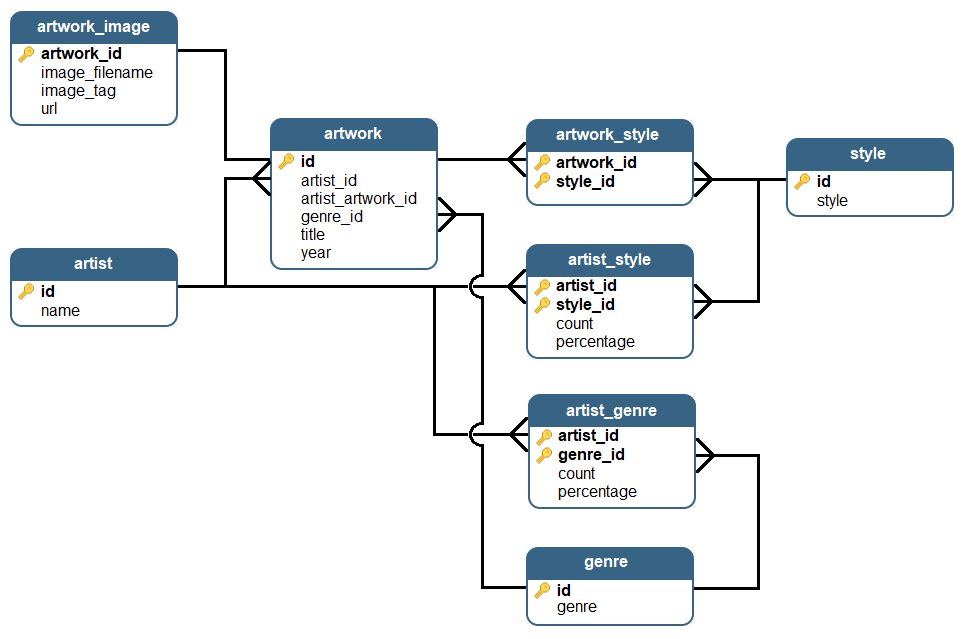 artwork_image
artwork_id
image_filename
image_tag
url
artwork
id
artist_id
artist_artwork_id
genre_id
title
year
artist
id
name
artwork_style
artwork_id
style_id
style
id
style
artist_style
artist_id
style_id
count
percentage
artist_genre
artist_id
genre_id
count
percentage
genre
id
genre